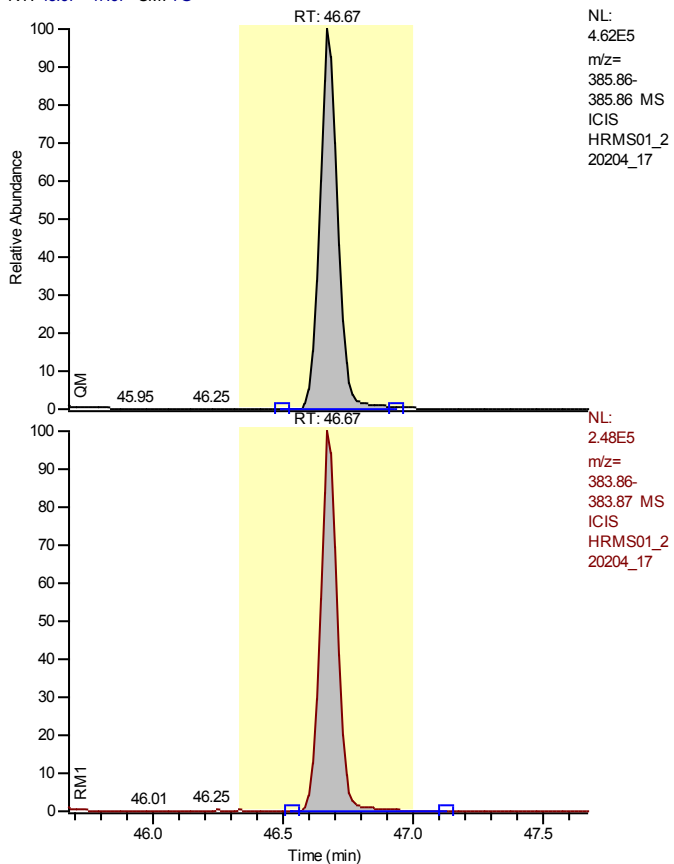 RT: 46.67
NL:
4.62E5
m/z=
385.86-
385.86 MS
ICIS
HRMS01_2
20204_17
100
90
80
70
60
50
40
30
20
10
0
Relative Abundance
QM
45.95
46.25
RT: 46.67
NL:
2.48E5
m/z=
383.86-
383.87 MS
ICIS
HRMS01_2
20204_17
100
90
80
70
60
50
40
30
20
10
0
RM1
46.01
46.25
46.0 46.5 47.0 47.5
Time (min)